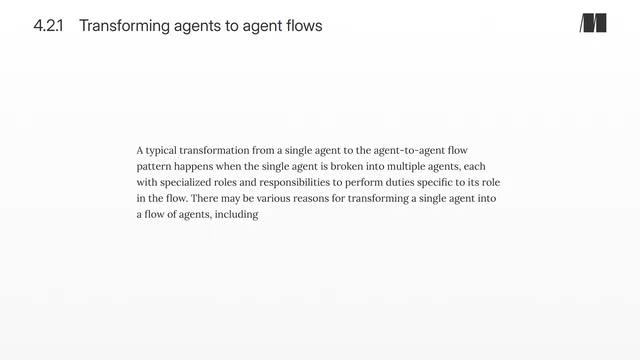 4.2.1 Transforming agents to agent flows
A typical transformation from a single agent to the agent-to-agent flow
pattern happens when the single agent is broken into multiple agents, each
with specialized roles and responsibilities to perform duties specific to its role
in the flow. There may be various reasons for transforming a single agent into
a flow of agents, including